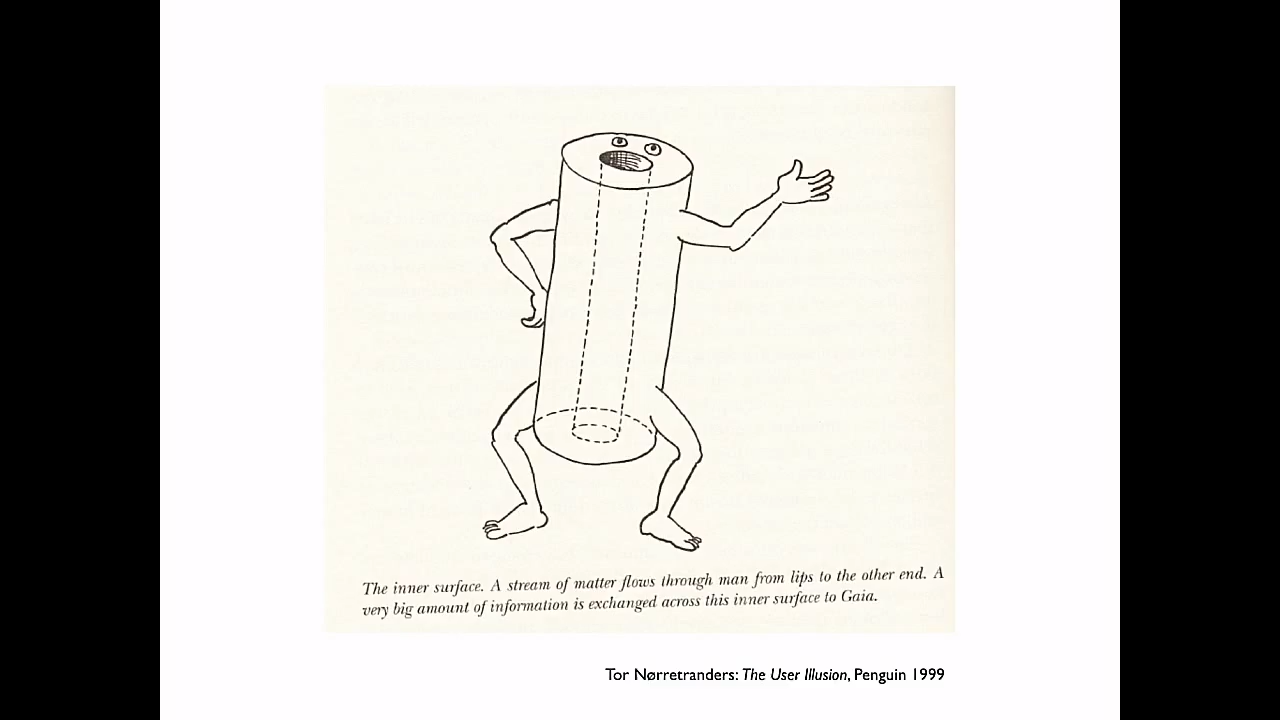 The inner surface. A stream of matter flows through man from lips to the other end. A
very big amount of information is exchanged across this inner surface to Gaia.
Tor Nørretranders: The User Illusion, Penguin 1999